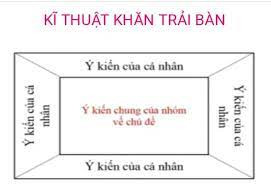 KĨ THUẬT KHĂN TRẢI BÀN
Ý kiến của cá nhân
Ý kiến của cá
nhân
Ý kiến chung của nhóm
về chủ đề
Ý kiến của cá
nhân
Ý kiến của cá nhân